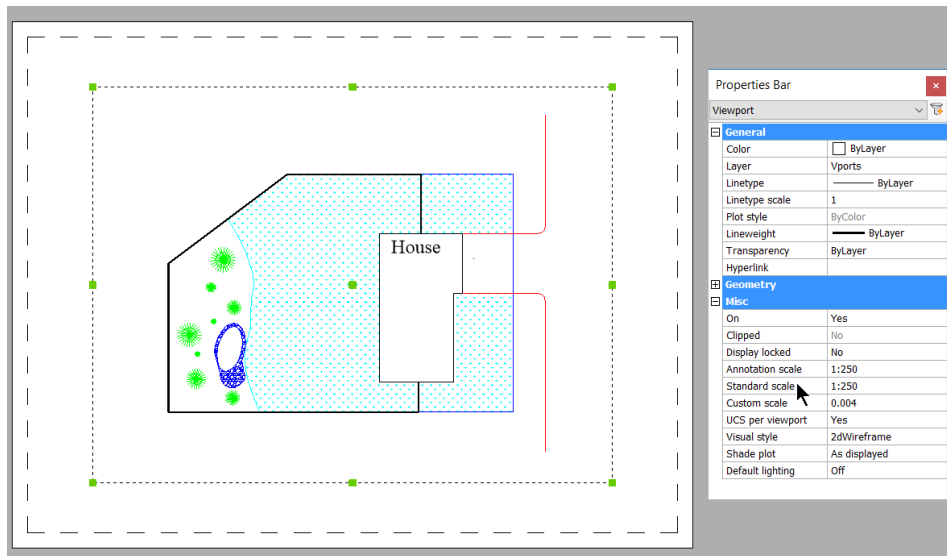 House
Properties Bar
Viewport
General
Color ByLayer
Layer Vports
Linetype ByLayer
Linetype scale 1
Plot style ByColor
Lineweight ByLayer
Transparency ByLayer
Hyperlink
Geometry
Misc
On Yes
Clipped No
Display locked No
Annotation scale 1:250
Standard scale 1:250
Custom scale 0.004
UCS per viewport Yes
Visual style 2dWireframe
Shade plot As displayed
Default lighting Off